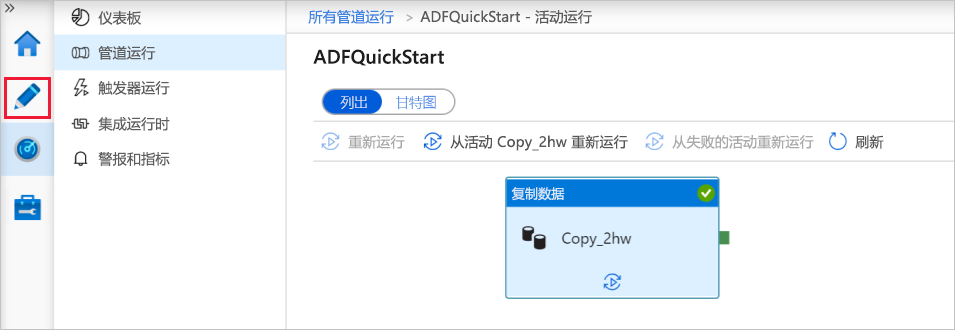 »
仪表板
管道运行
触发器运行
集成运行时
警报和指标
所有管道运行 > ADFQuickStart - 活动运行
ADFQuickStart
列出 甘特图
重新运行 从活动 Copy_2hw 重新运行 从失败的活动重新运行 刷新
复制数据
Copy_2hw